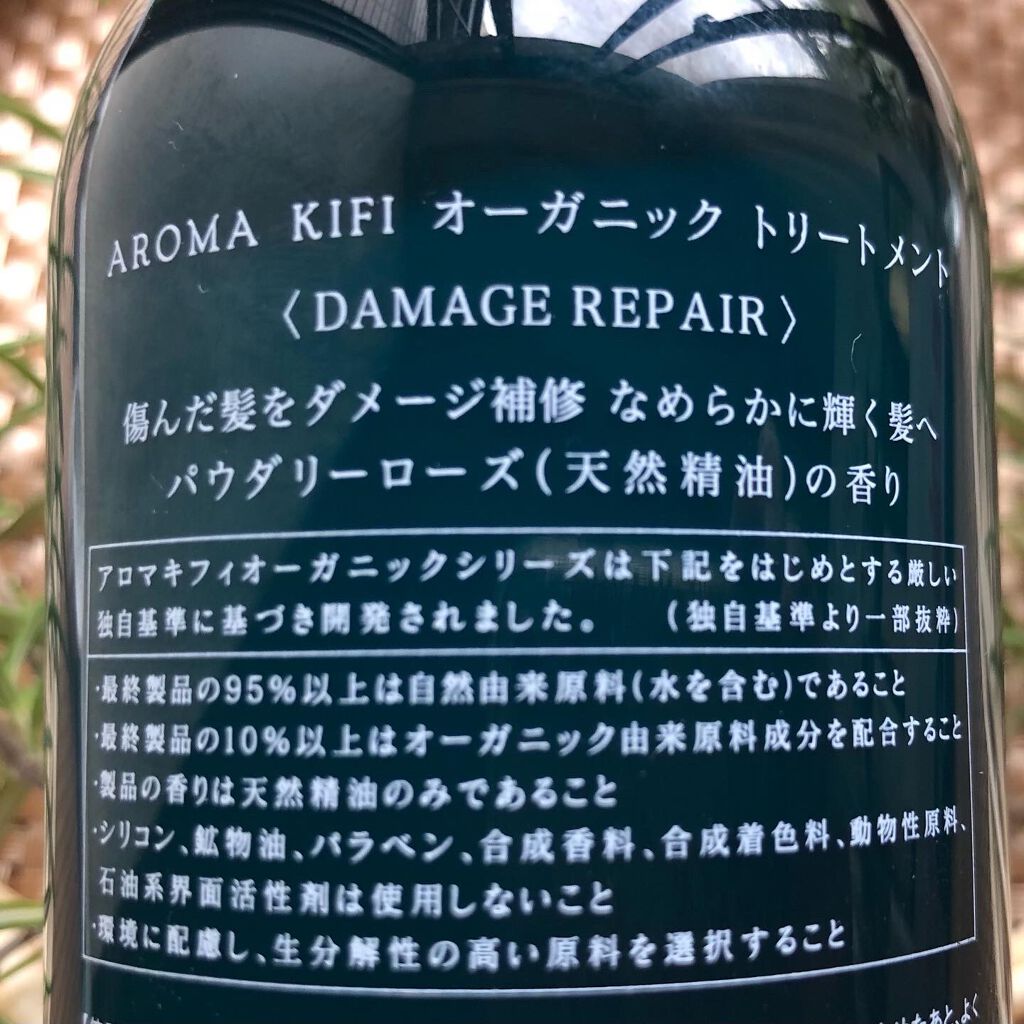 AROMA KIFI オーガニック トリートメント
〈DAMAGE REPAIR〉
傷んだ髪をダメージ補修 なめらかに輝く髪へ
パウダリーローズ(天然精油)の香り
アロマキフィオーガニックシリーズは下記をはじめとする厳しい
独自基準に基づき開発されました。 (独自基準より一部抜粋)
・最終製品の95%以上は自然由来原料(水を含む)であること
・最終製品の10%以上はオーガニック由来原料成分を配合すること
・製品の香りは天然精油のみであること
・シリコン、鉱物油、パラベン、合成香料、合成着色料、動物性原料、
石油系界面活性剤は使用しないこと
・環境に配慮し、生分解性の高い原料を選択すること
をあと、よく